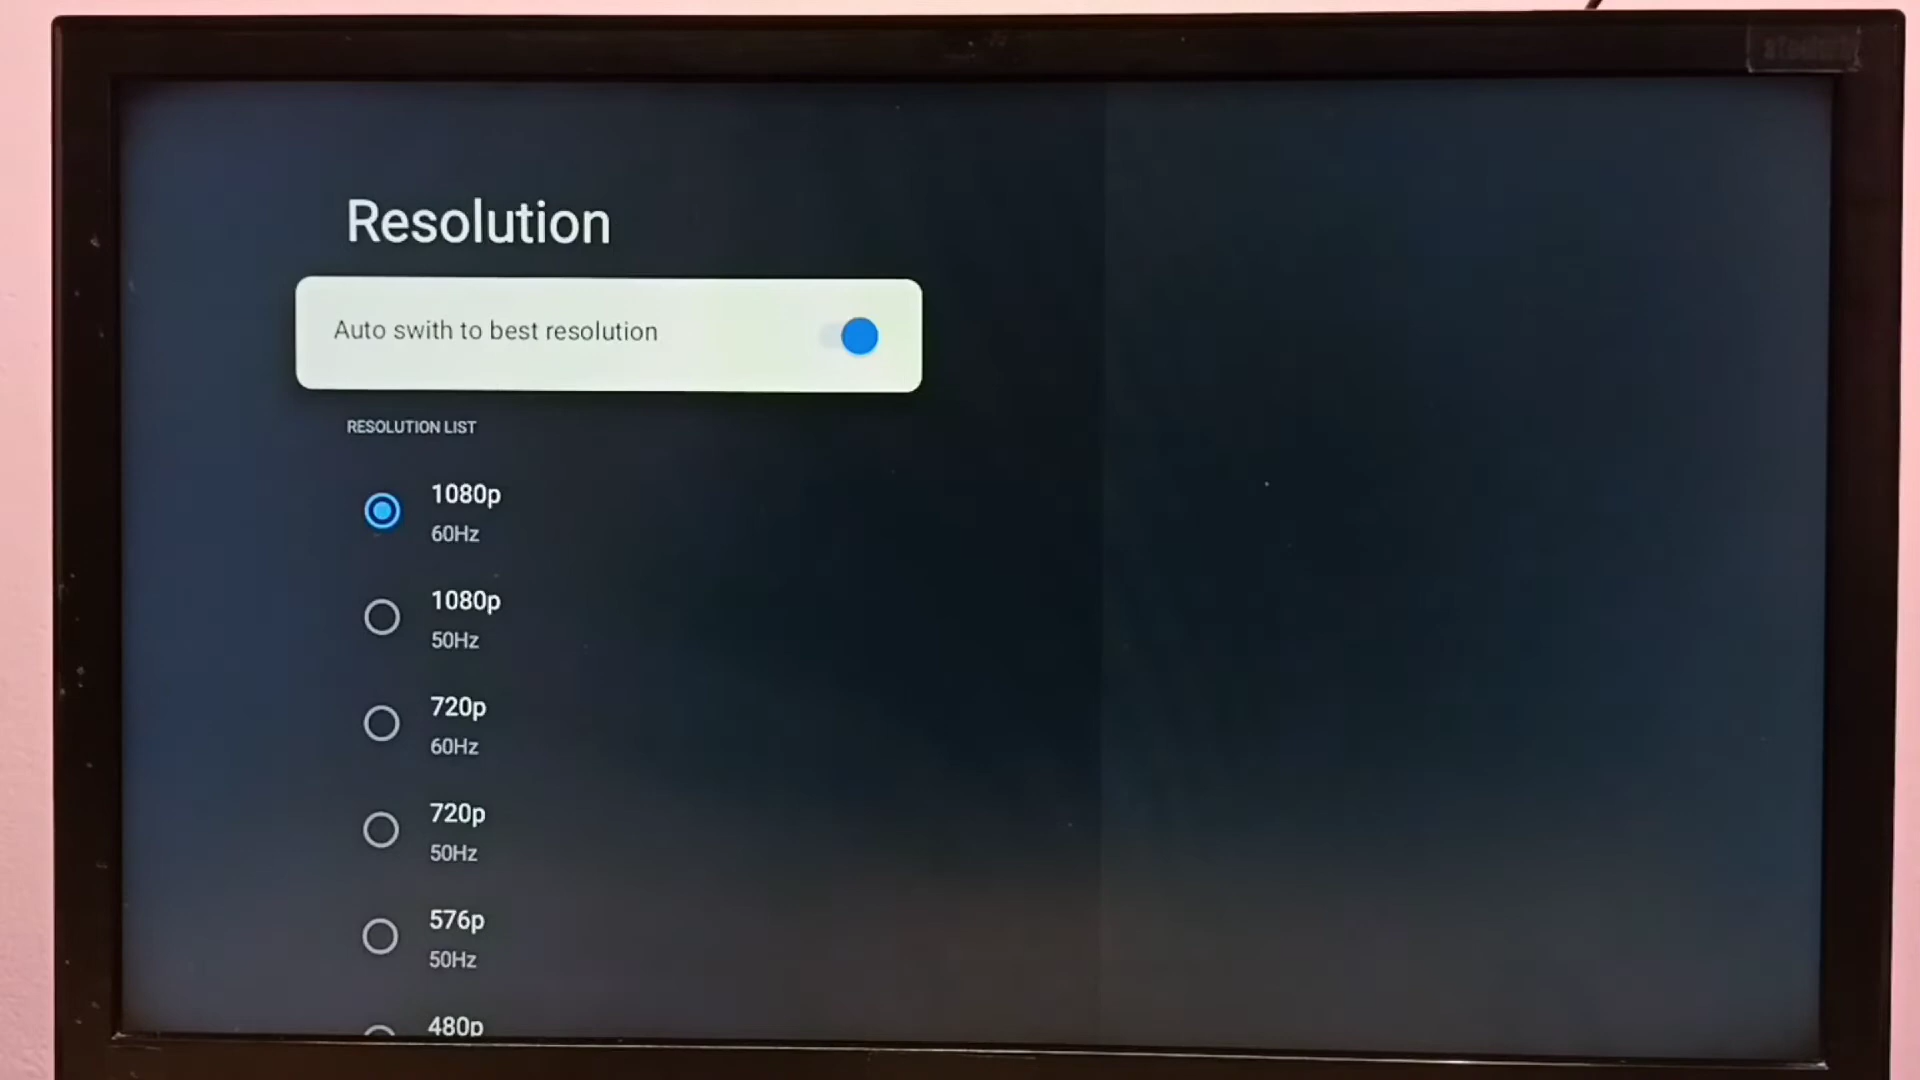 Resolution
Auto swith to best resolution
RESOLUTION LIST
1080p
60Hz
1080p
50Hz
720p
60Hz
720p
50Hz
576p
50Hz
480p